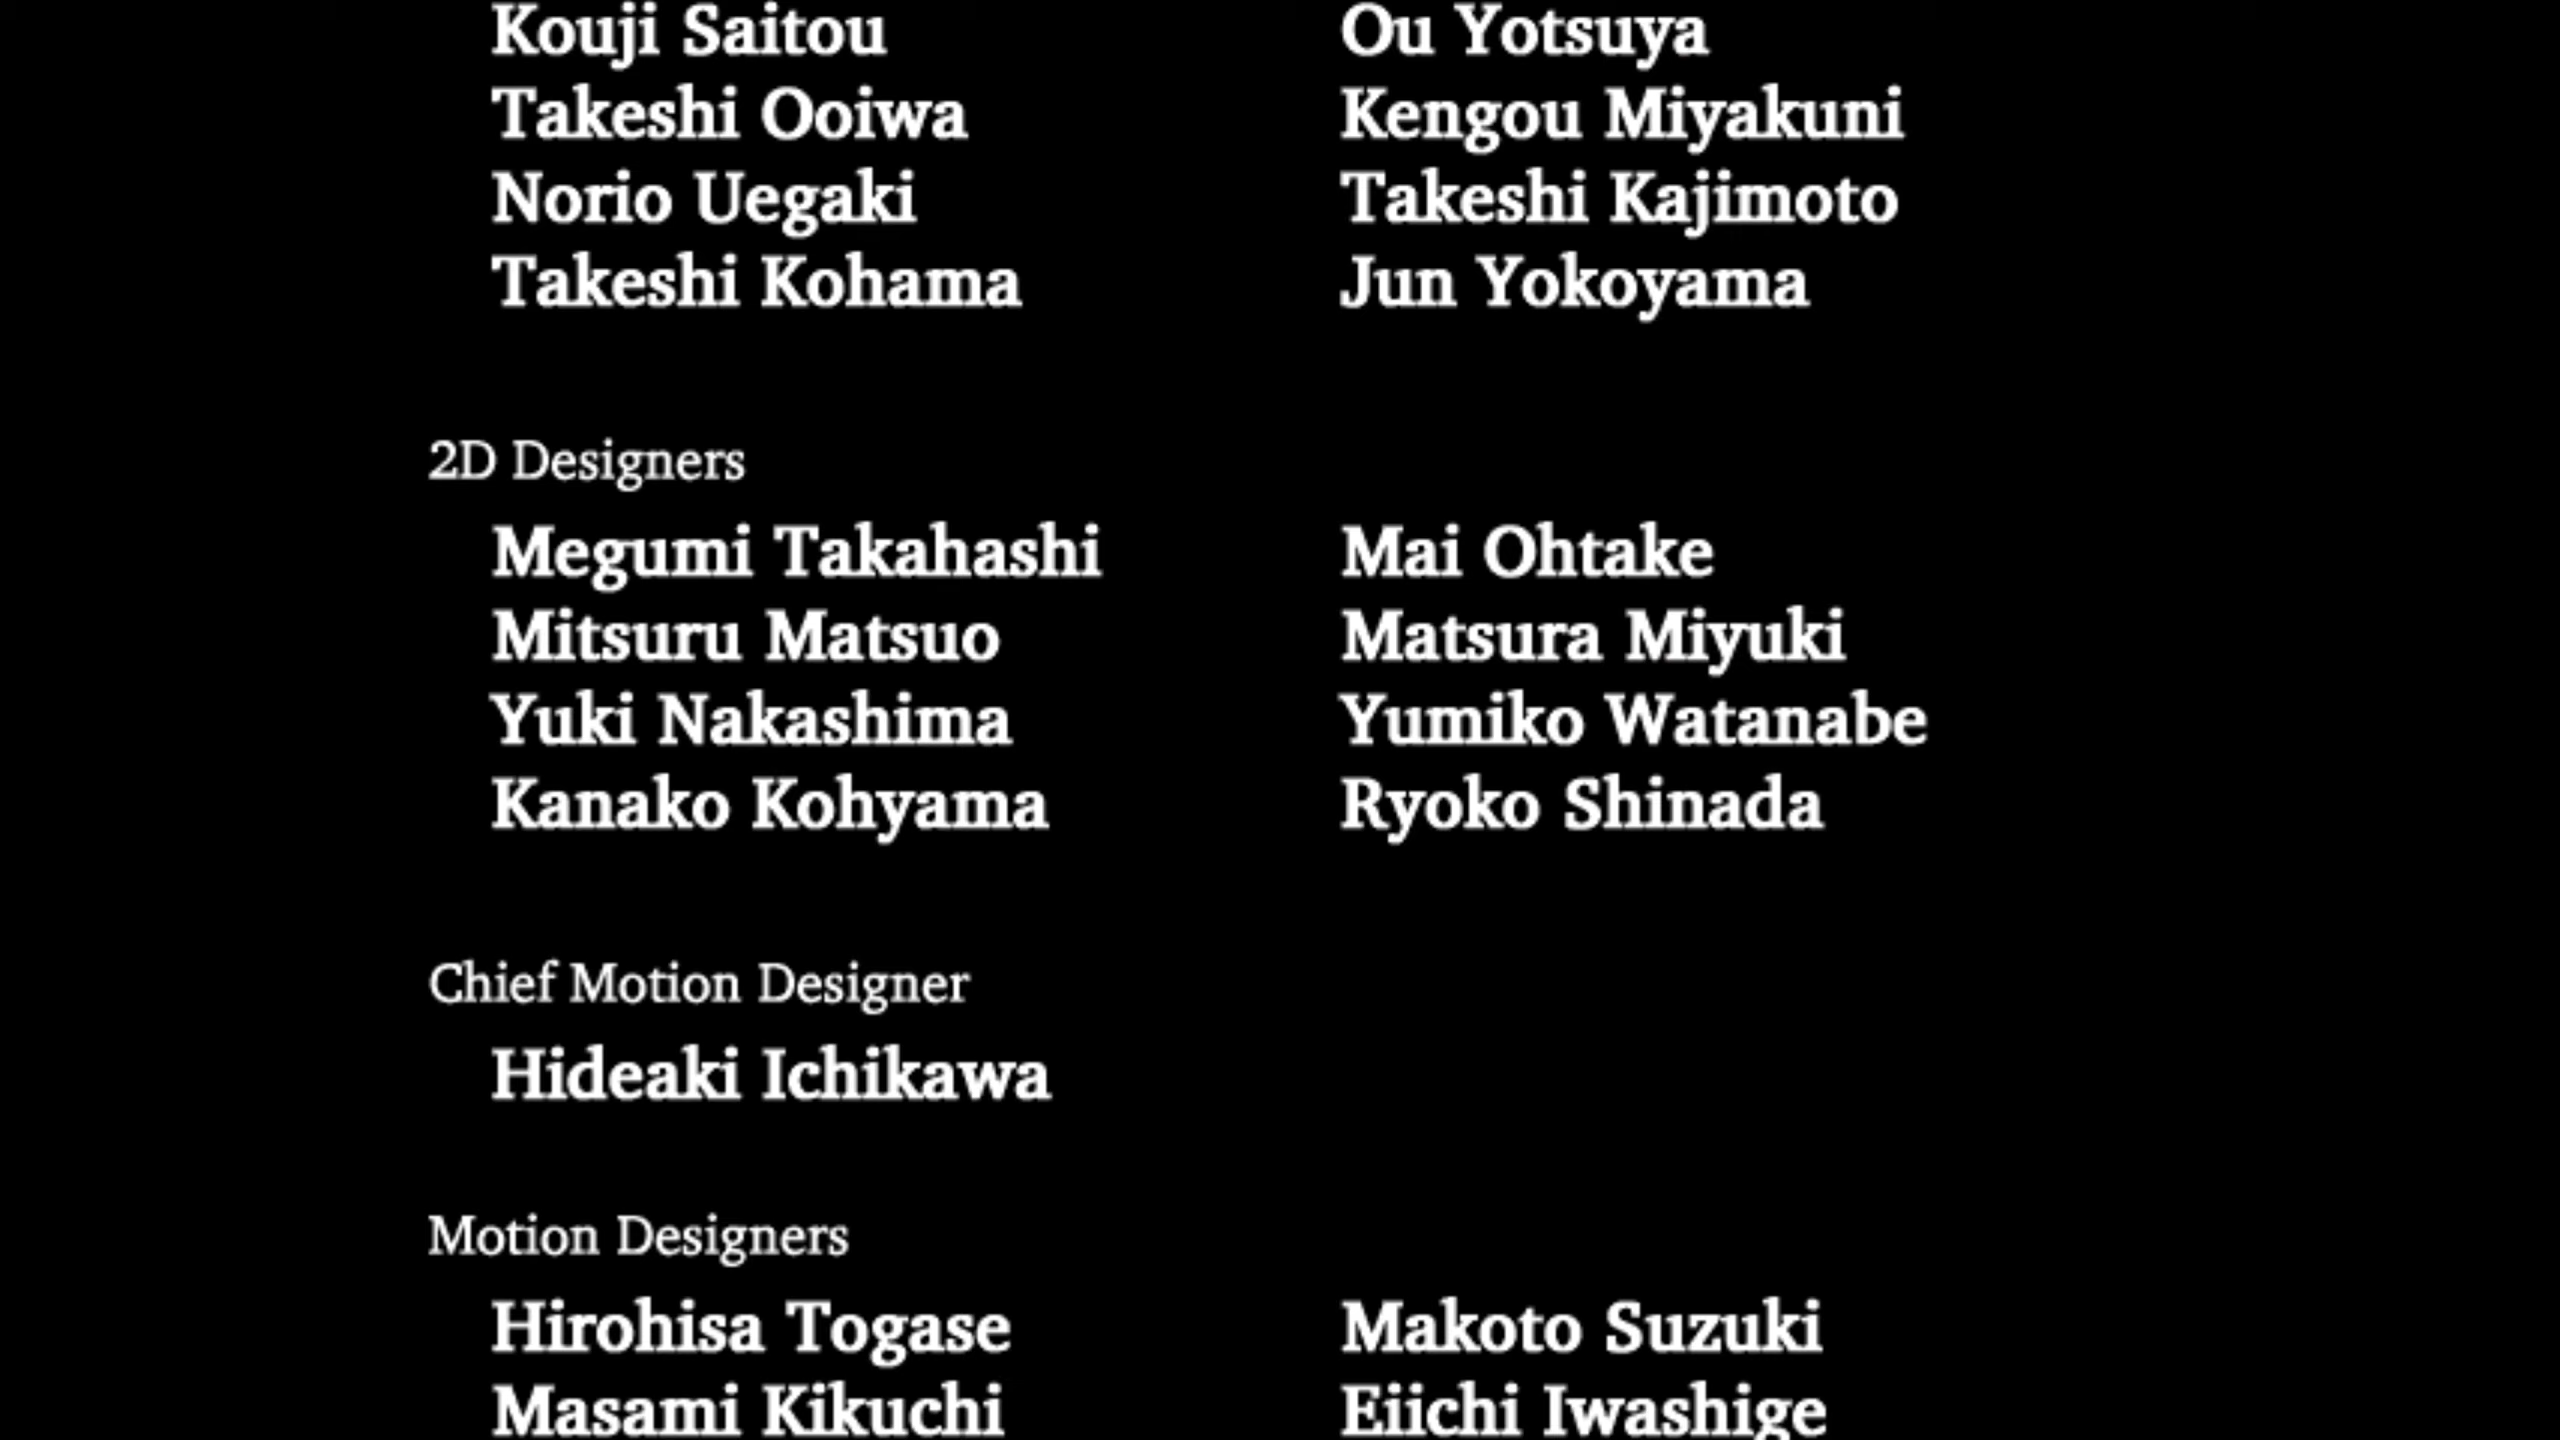 Kouji Saitou Ou Yotsuya
Takeshi Ooiwa Kengou Miyakuni
Norio Uegaki Takeshi Kajimoto
Takeshi Kohama Jun Yokoyama
2D Designers
Megumi Takahashi Mai Ohtake
Mitsuru Matsuo Matsura Miyuki
Yuki Nakashima Yumiko Watanabe
Kanako Kohyama Ryoko Shinada
Chief Motion Designer
Hideaki Ichikawa
Motion Designers
Hirohisa Togase Makoto Suzuki
Masami Kikuchi Eiichi Iwashige